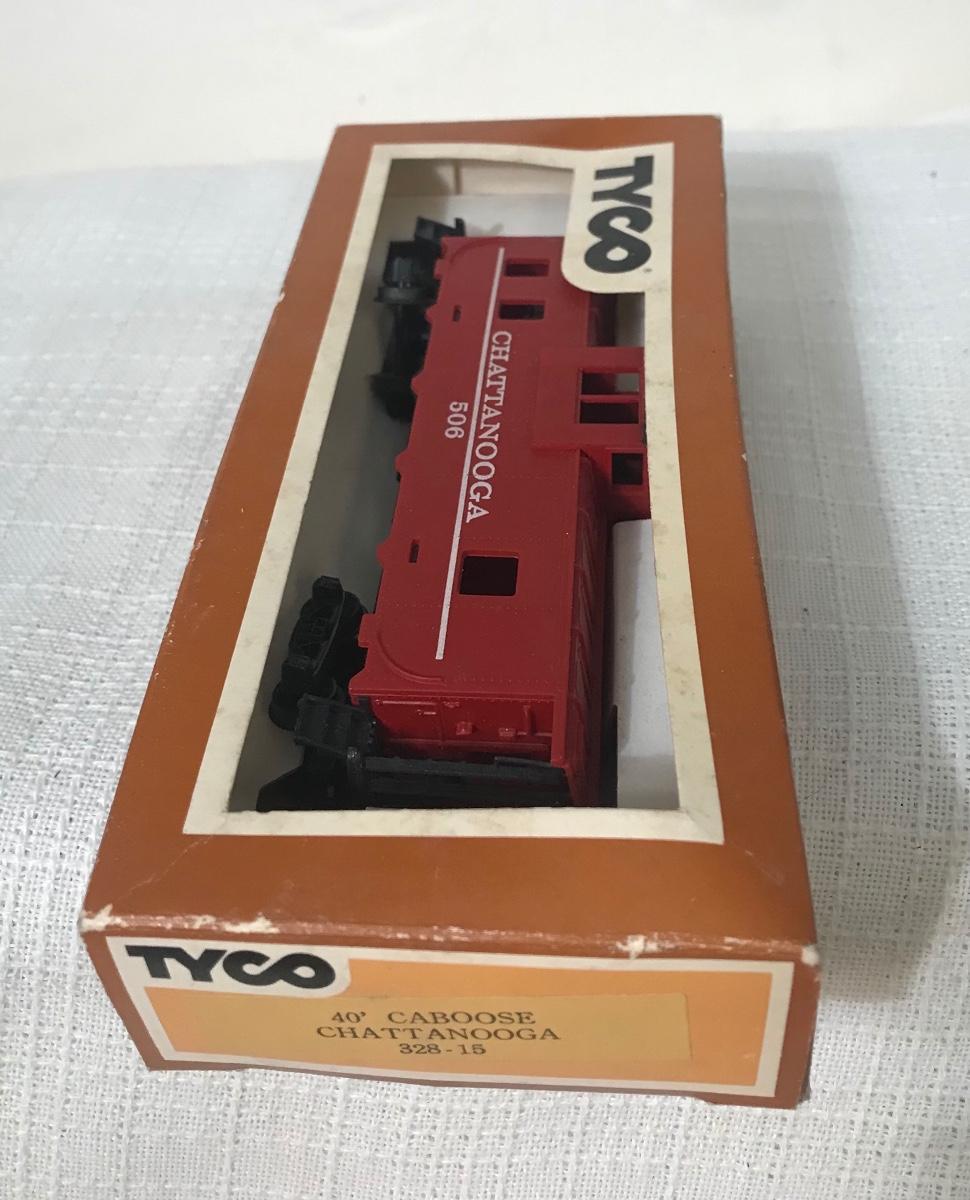 TYCO
CHATTANOOGA
506
TYCO
40' CABOOSE
CHATTANOOGA
328-15